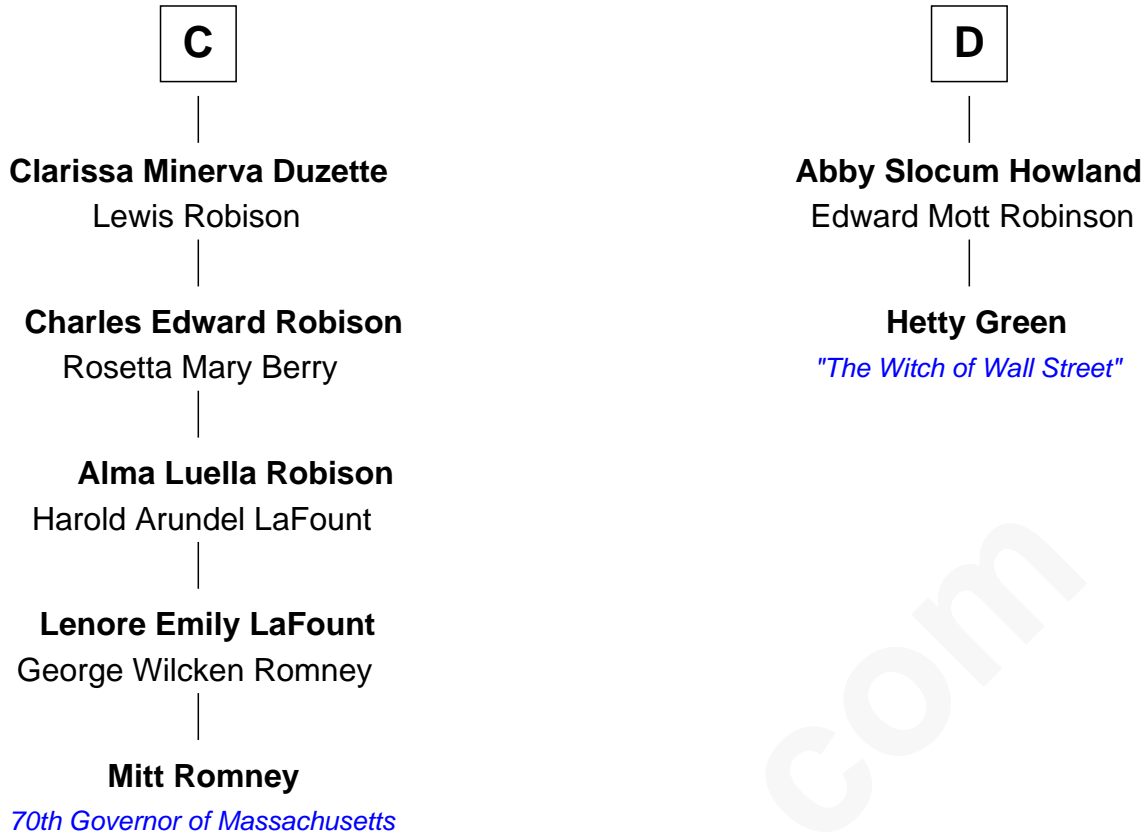 C
Clarissa Minerva Duzette
Lewis Robison
Charles Edward Robison
Rosetta Mary Berry
Alma Luella Robison
Harold Arundel LaFount
Lenore Emily LaFount
George Wilcken Romney
Mitt Romney
70th Governor of Massachusetts
D
Abby Slocum Howland
Edward Mott Robinson
Hetty Green
"The Witch of Wall Street"
com